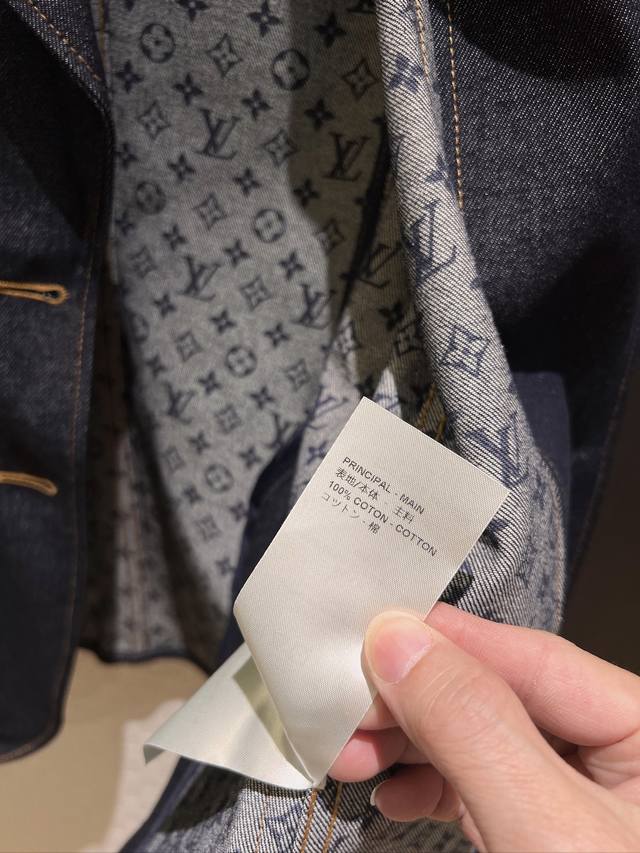 PRINCIPAL - MAIN
表地/本体 - 主料
100% COTON - COTTON
コットン - 棉